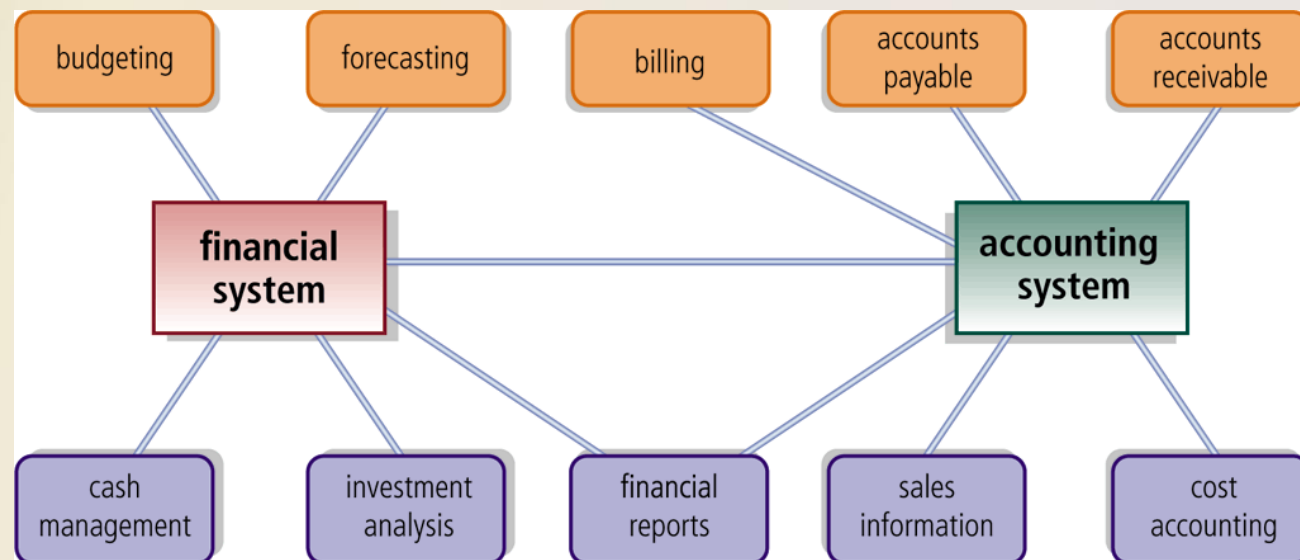 budgeting
forecasting
billing
accounts
payable
accounts
receivable
financial
system
accounting
system
cash
management
investment
analysis
financial
reports
sales
information
cost
accounting